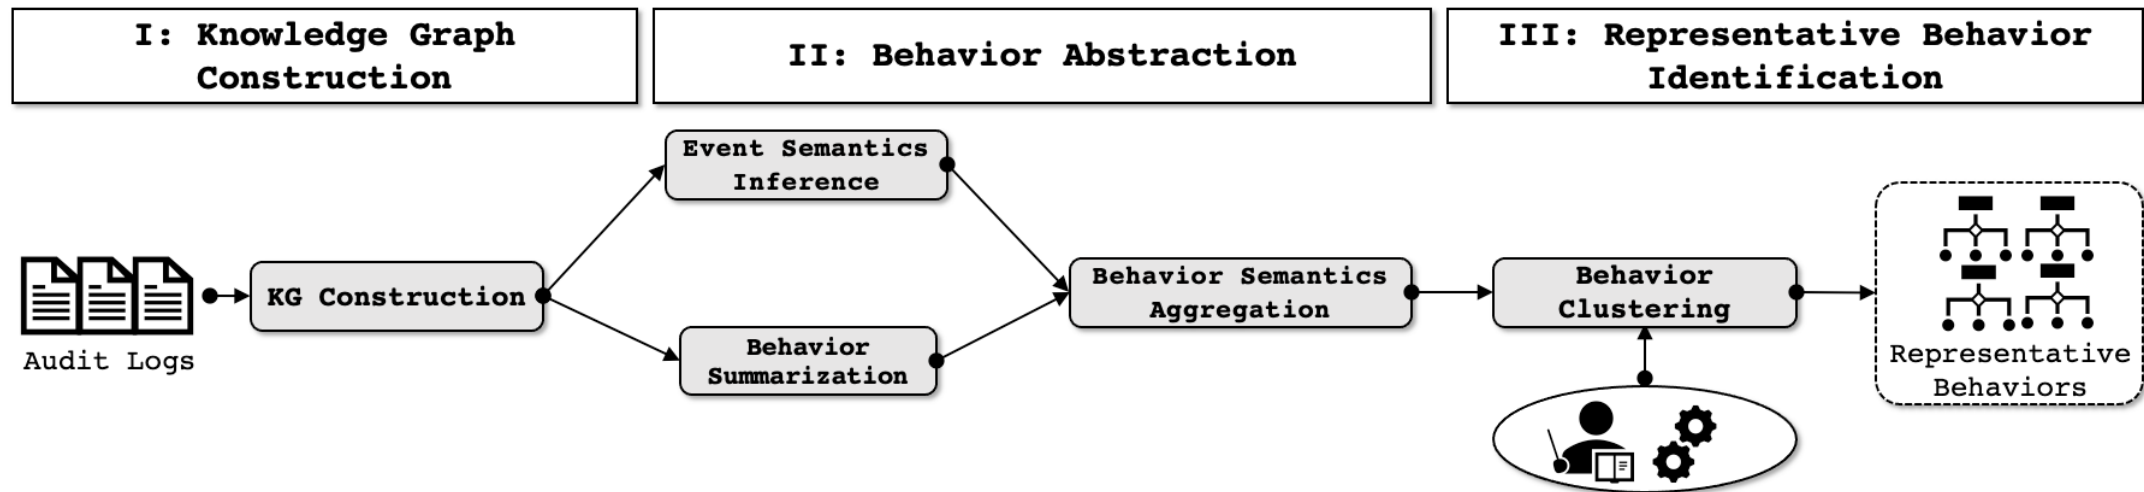 I: Knowledge Graph
Construction
II: Behavior Abstraction
III: Representative Behavior
Identification
Event Semantics
Inference
KG Construction
Audit Logs
Behavior
Summarization
Behavior Semantics
Aggregation
Behavior
Clustering
Representative
Behaviors